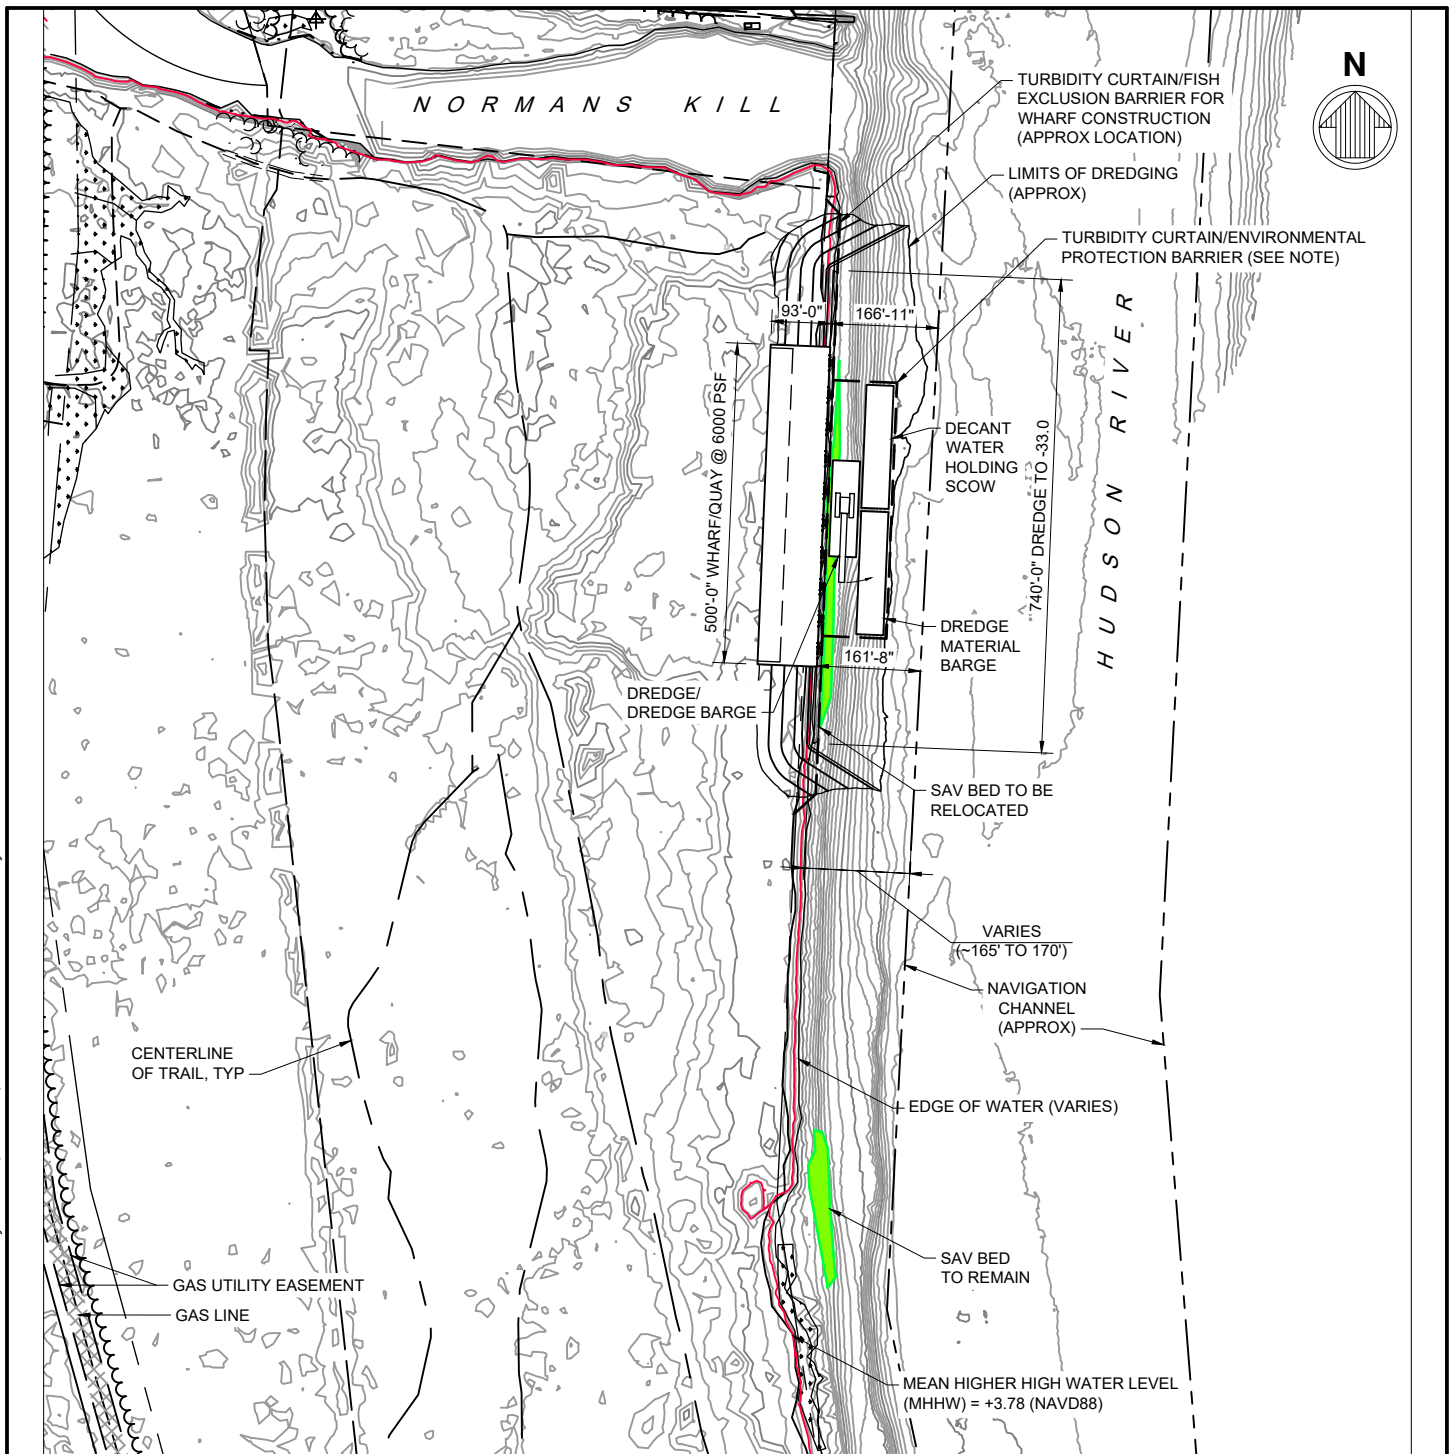 N
NORMANS KILL
TURBIDITY CURTAIN/FISH
EXCLUSION BARRIER FOR
WHARF CONSTRUCTION
(APPROX LOCATION)
LIMITS OF DREDGING
(APPROX)
TURBIDITY CURTAIN/ENVIRONMENTAL
PROTECTION BARRIER (SEE NOTE)
HUDSON RIVER
93'-0"
166'-11"
500'-0" WHARF/QUAY @ 6000 PSF
740'-0" DREDGE TO -33.0
DECANT
WATER
HOLDING
SCOW
DREDGE
MATERIAL
BARGE
161'-8"
DREDGE/
DREDGE BARGE
SAV BED TO BE
RELOCATED
VARIES
(~165' TO 170')
NAVIGATION
CHANNEL
(APPROX)
CENTERLINE
OF TRAIL, TYP
EDGE OF WATER (VARIES)
SAV BED
TO REMAIN
GAS UTILITY EASEMENT
GAS LINE
MEAN HIGHER HIGH WATER LEVEL
(MHHW) = +3.78 (NAVD88)